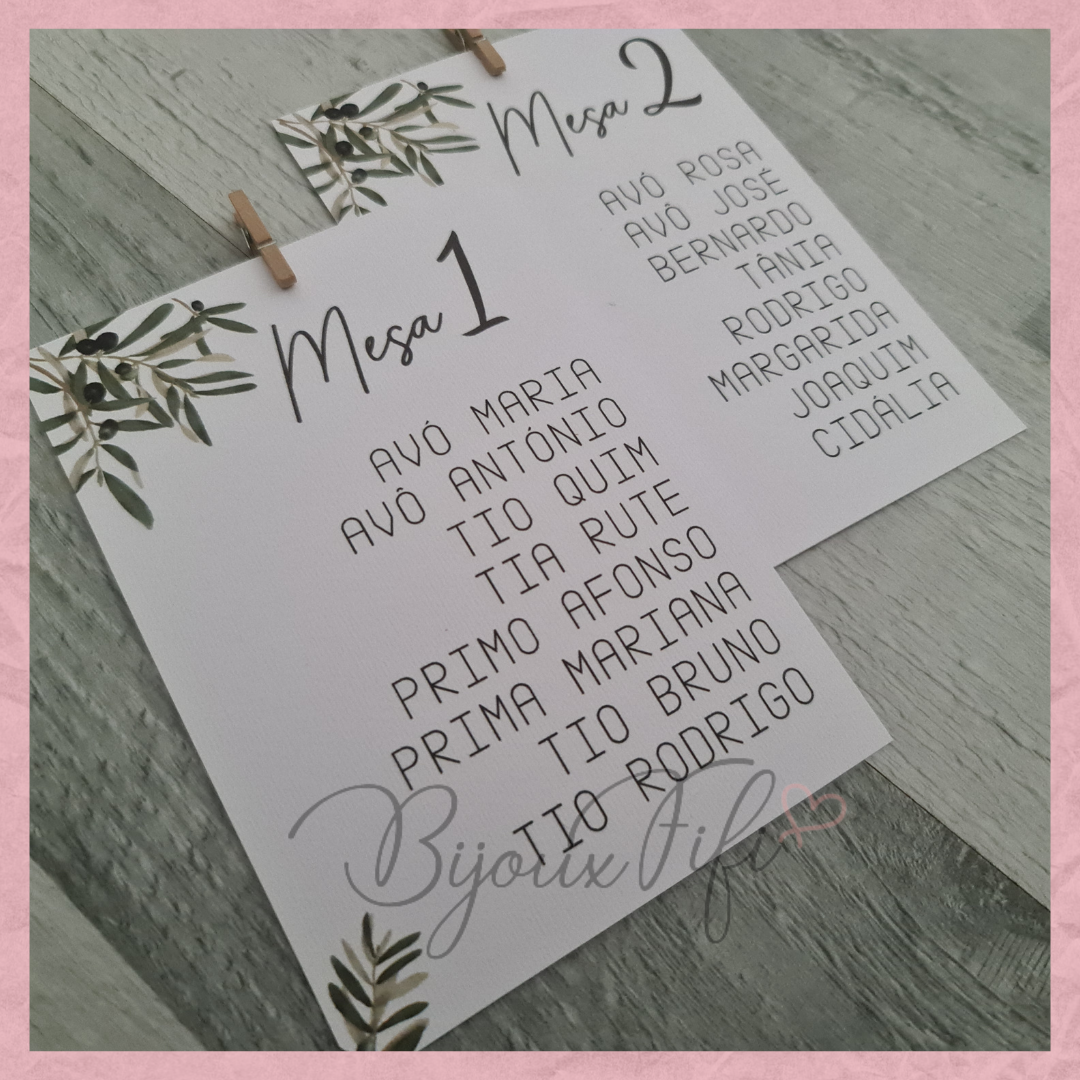 Mesa 2
AVÓ ROSA
AVÔ JOSÉ
BERNARDO
TÂNIA
RODRIGO
MARGARIDA
JOAQUIM
CIDÁLIA
Mesa 1
AVÓ MARIA
AVÔ ANTÓNIO
TIO QUIM
TIA RUTE
PRIMO AFONSO
PRIMA MARIANA
TIO BRUNO
TIO RODRIGO
Bijoux Fifi